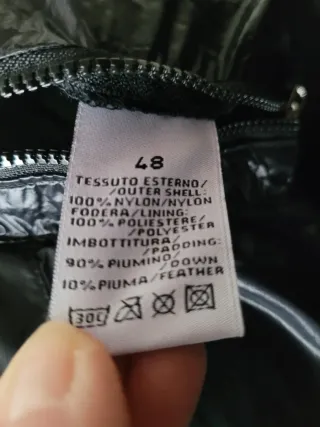 48
TESSUTO ESTERNO/
/OUTER SHELL:
100% NYLON/NYLON
FODERA/LINING:
100% POLIESTERE/
/POLYESTER
IMBOTTITURA/
/PADDING:
90% PIUMINO/DOWN
10% PIUMA/FEATHER
30C